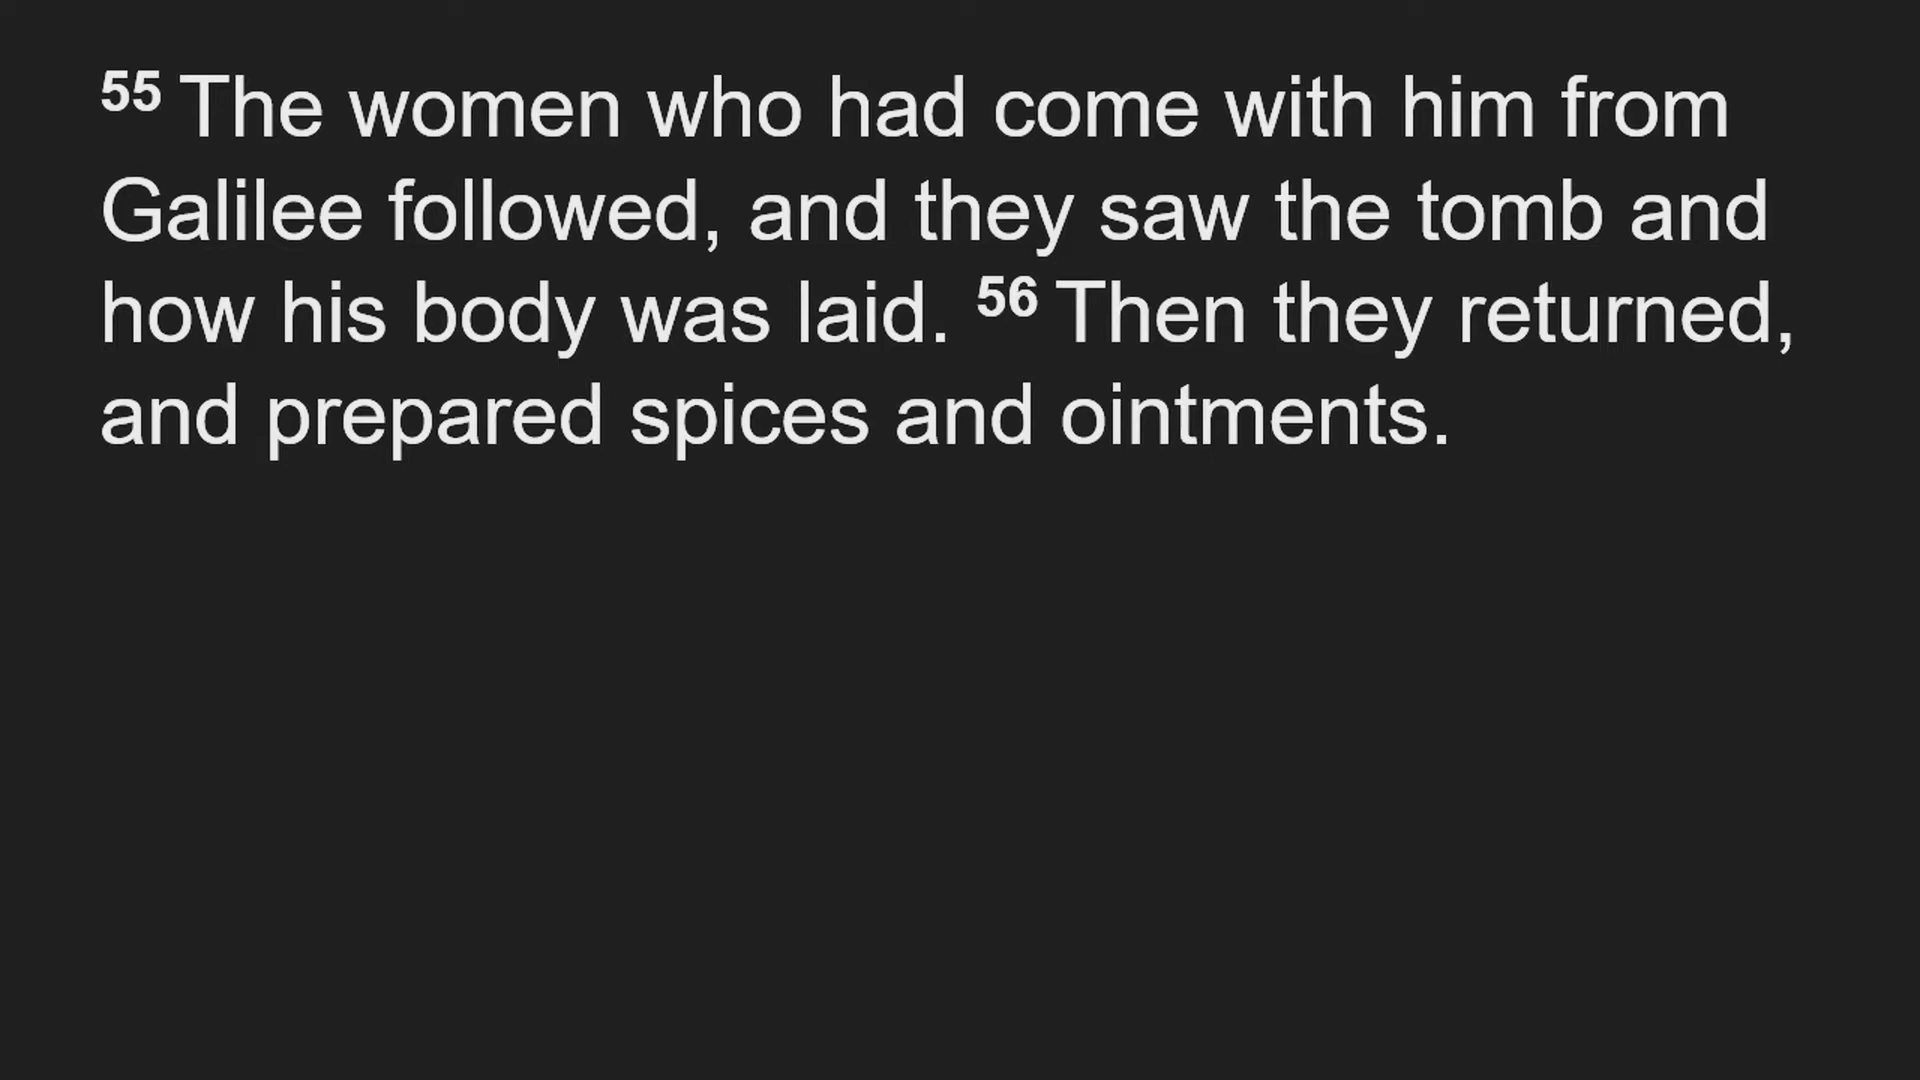 55 The women who had come with him from
Galilee followed, and they saw the tomb and
how his body was laid. 56 Then they returned,
and prepared spices and ointments.